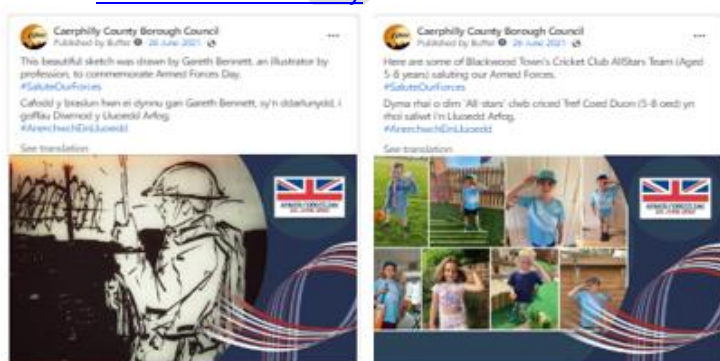 Caerphilly County Borough Council
Published by Buffer 26 June 2021
This beautiful sketch was drawn by Gareth Bennett, an illustrator by
profession, to commemorate Armed Forces Day.
#SaluteOurForces
Cafodd y braslun hwn ei dynnu gan Gareth Bennett, sy'n ddarlunydd, i
goffáu Diwrnod y Lluoedd Arfog.
#AnerchwchEinLluoedd
See translation
Caerphilly County Borough Council
Published by Buffer 26 June 2021
Here are some of Blackwood Town's Cricket Club AllStars Team (Aged
5-8 years) saluting our Armed Forces.
#SaluteOurForces
Dyma rhai o dîm 'All-stars' clwb criced Tref Coed Duon (5-8 oed) yn
rhoi saliwt i'n Lluoedd Arfog.
#AnerchwchEinLluoedd
See translation